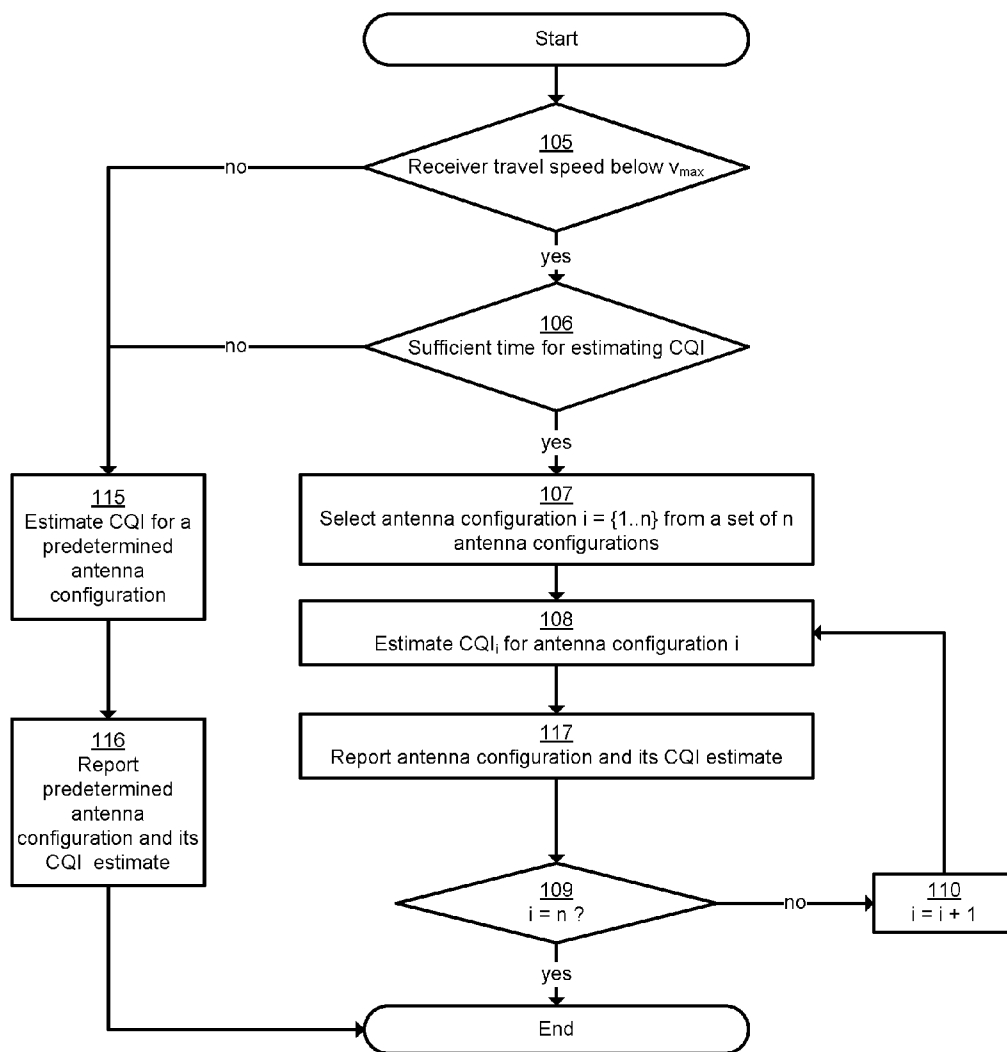 Start
105
Receiver travel speed below vmax
no
yes
106
Sufficient time for estimating CQI
no
yes
107
Select antenna configuration i = {1..n} from a set of n
antenna configurations
115
Estimate CQI for a
predetermined
antenna
configuration
108
Estimate CQIi for antenna configuration i
117
Report antenna configuration and its CQI estimate
116
Report
predetermined
antenna
configuration and its
CQI estimate
109
i = n ?
no
110
i = i + 1
yes
End